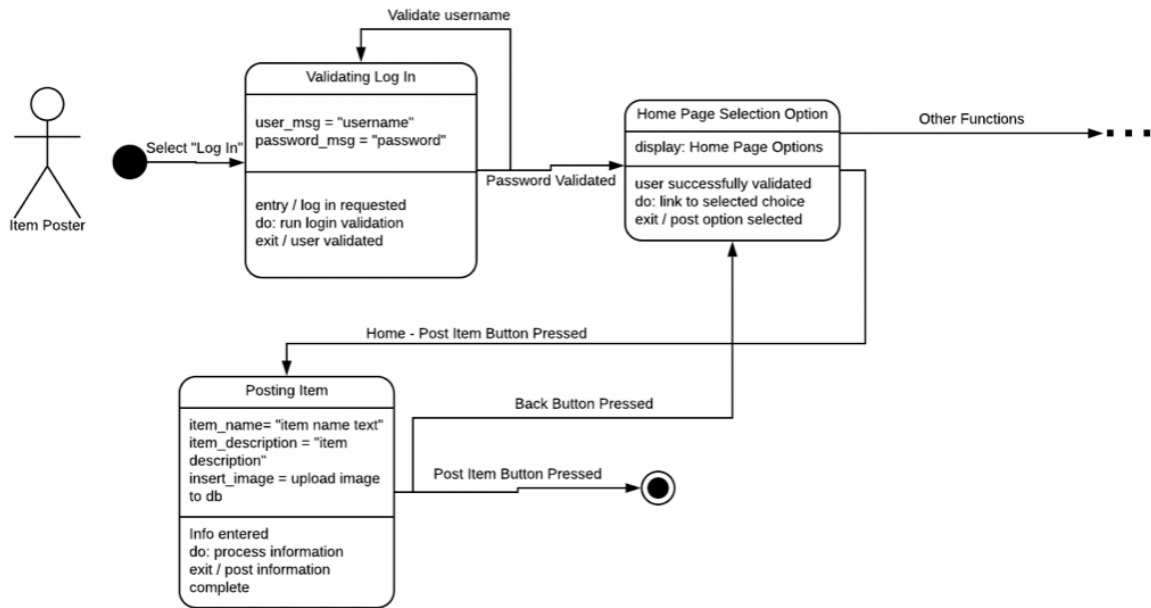 Validate username
Validating Log In
user_msg = "username"
password_msg = "password"
entry / log in requested
do: run login validation
exit / user validated
Item Poster
Select "Log In"
Password Validated
Home Page Selection Option
display: Home Page Options
user successfully validated
do: link to selected choice
exit / post option selected
Other Functions
Home - Post Item Button Pressed
Posting Item
item_name= "item name text"
item_description = "item
description"
insert_image = upload image
to db
Info entered
do: process information
exit / post information
complete
Back Button Pressed
Post Item Button Pressed